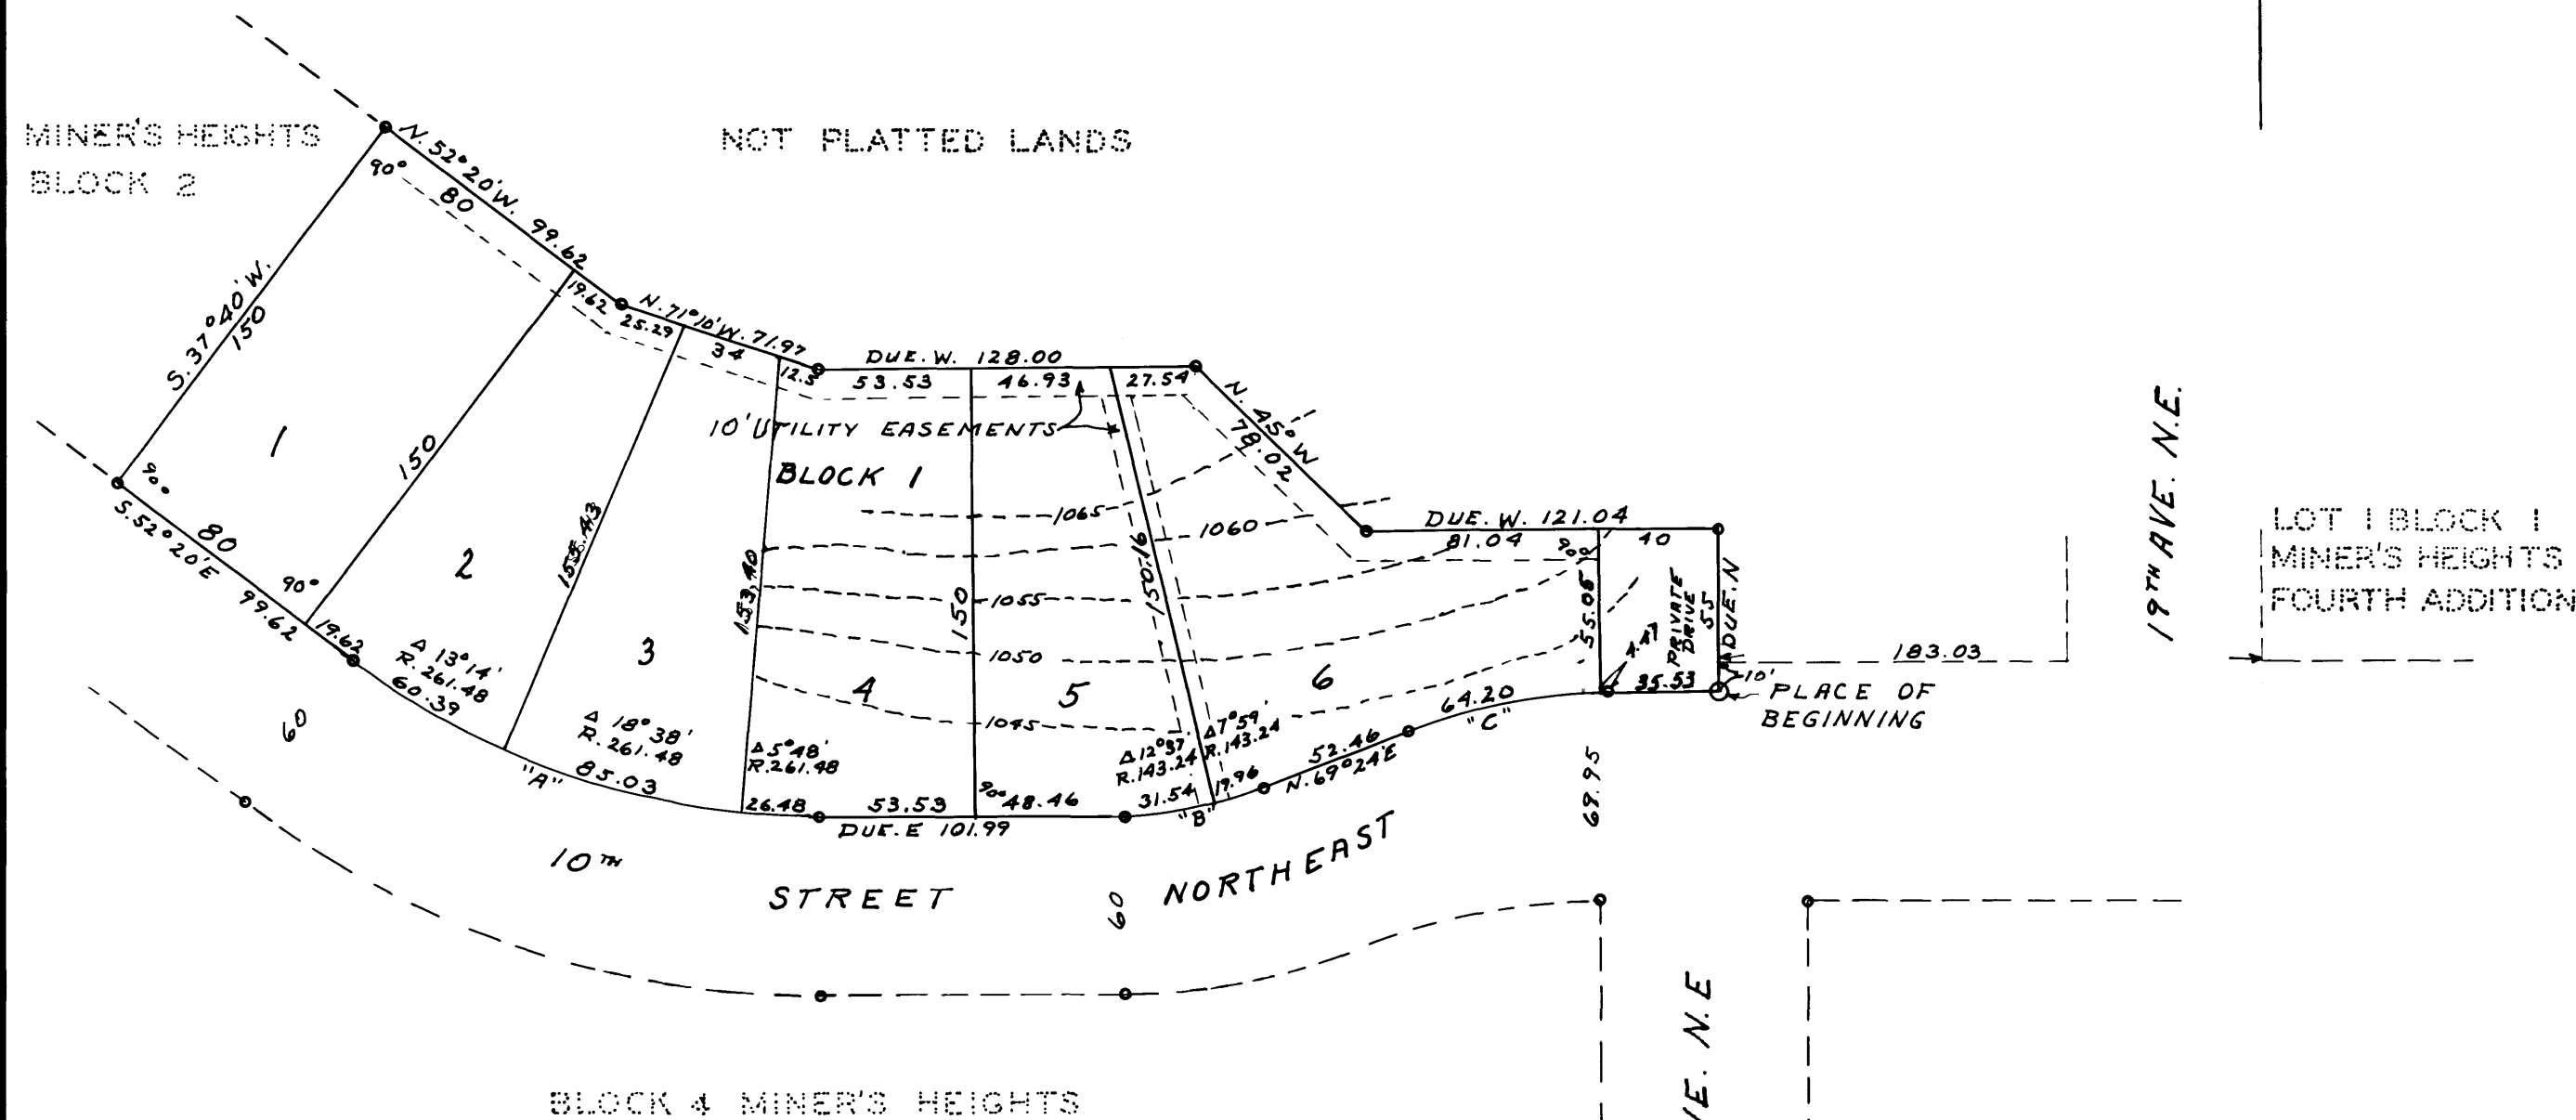 MINER'S HEIGHTS
BLOCK 2
NOT PLATTED LANDS
N. 52°20'W. 99.62
90°
80
S. 37°40'W.
150
1
90°
S. 52°20'E 99.62
80
90°
150
2
19.62
19.62
N. 71°10'W. 71.97
25.29
34
12.5
Δ 13°14'
R. 261.48
60.39
3
Δ 18°38'
R. 261.48
85.03
"A"
DUE. W. 128.00
53.53
46.93
27.54
10' UTILITY EASEMENTS
BLOCK 1
1065
1060
1055
1050
1045
150
150.16
4
5
6
Δ 5°48'
R. 261.48
26.48
53.53
90°
48.46
DUE. E 101.99
Δ 12°37'
R. 143.24
31.54
Δ 7°59'
R. 143.24
19.96
"B"
52.46
N. 69°24'E
64.20
"C"
N. 45° W
78.02
DUE. W. 121.04
81.04
90°
40
55.05
PRIVATE
DRIVE
55
DUE. N
4.47
35.53
10'
PLACE OF
BEGINNING
183.03
19TH AVE. N.E.
LOT 1 BLOCK 1
MINER'S HEIGHTS
FOURTH ADDITION
60
10TH
STREET
60
NORTHEAST
69.95
VE. N.E
BLOCK 4 MINER'S HEIGHTS